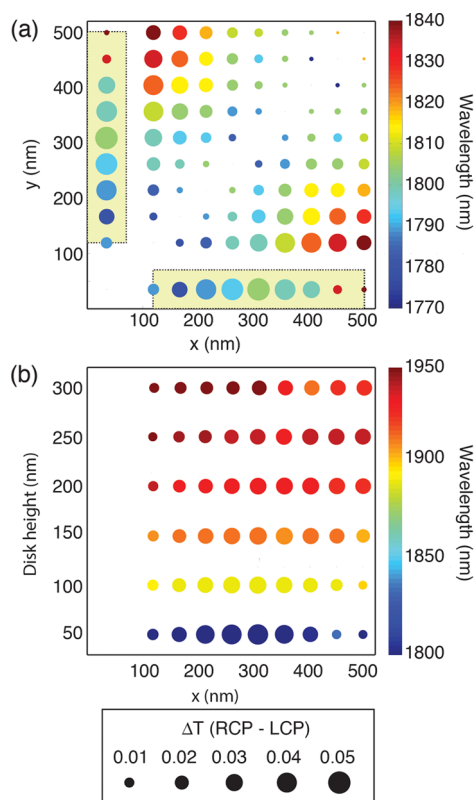 (a)
500
400
300
200
100
y (nm)
100 200 300 400 500
x (nm)
1840
1830
1820
1810
1800
1790
1780
1770
Wavelength (nm)
(b)
300
250
200
150
100
50
Disk height (nm)
100 200 300 400 500
x (nm)
1950
1900
1850
1800
Wavelength (nm)
ΔT (RCP - LCP)
0.01 0.02 0.03 0.04 0.05